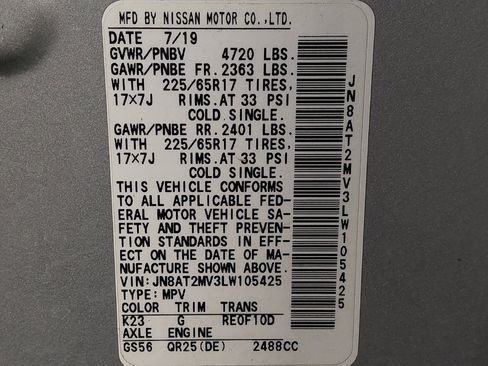 MFD BY NISSAN MOTOR CO.,LTD.
DATE 7/19
GVWR/PNBV 4720 LBS.
GAWR/PNBE FR. 2363 LBS.
WITH 225/65R17 TIRES,
17×7J RIMS.AT 33 PSI
COLD SINGLE.
GAWR/PNBE RR. 2401 LBS.
WITH 225/65R17 TIRES,
17×7J RIMS.AT 33 PSI
COLD SINGLE.
THIS VEHICLE CONFORMS
TO ALL APPLICABLE FED-
ERAL MOTOR VEHICLE SA-
FETY AND THEFT PREVEN-
TION STANDARDS IN EFF-
ECT ON THE DATE OF MA-
NUFACTURE SHOWN ABOVE.
VIN: JN8AT2MV3LW105425
TYPE: MPV
COLOR TRIM TRANS
K23 G RE0F10D
AXLE ENGINE
GS56 QR25(DE) 2488CC
JN8AT2MV3LW105425